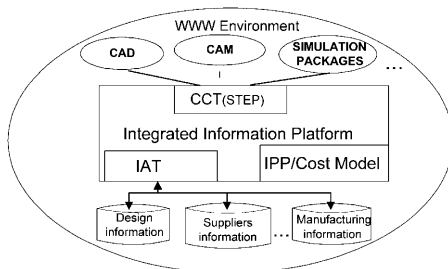 WWW Environment
CAD
CAM
SIMULATION
PACKAGES
...
CCT(STEP)
Integrated Information Platform
IAT
IPP/Cost Model
Design
information
Suppliers
information
...
Manufacturing
information